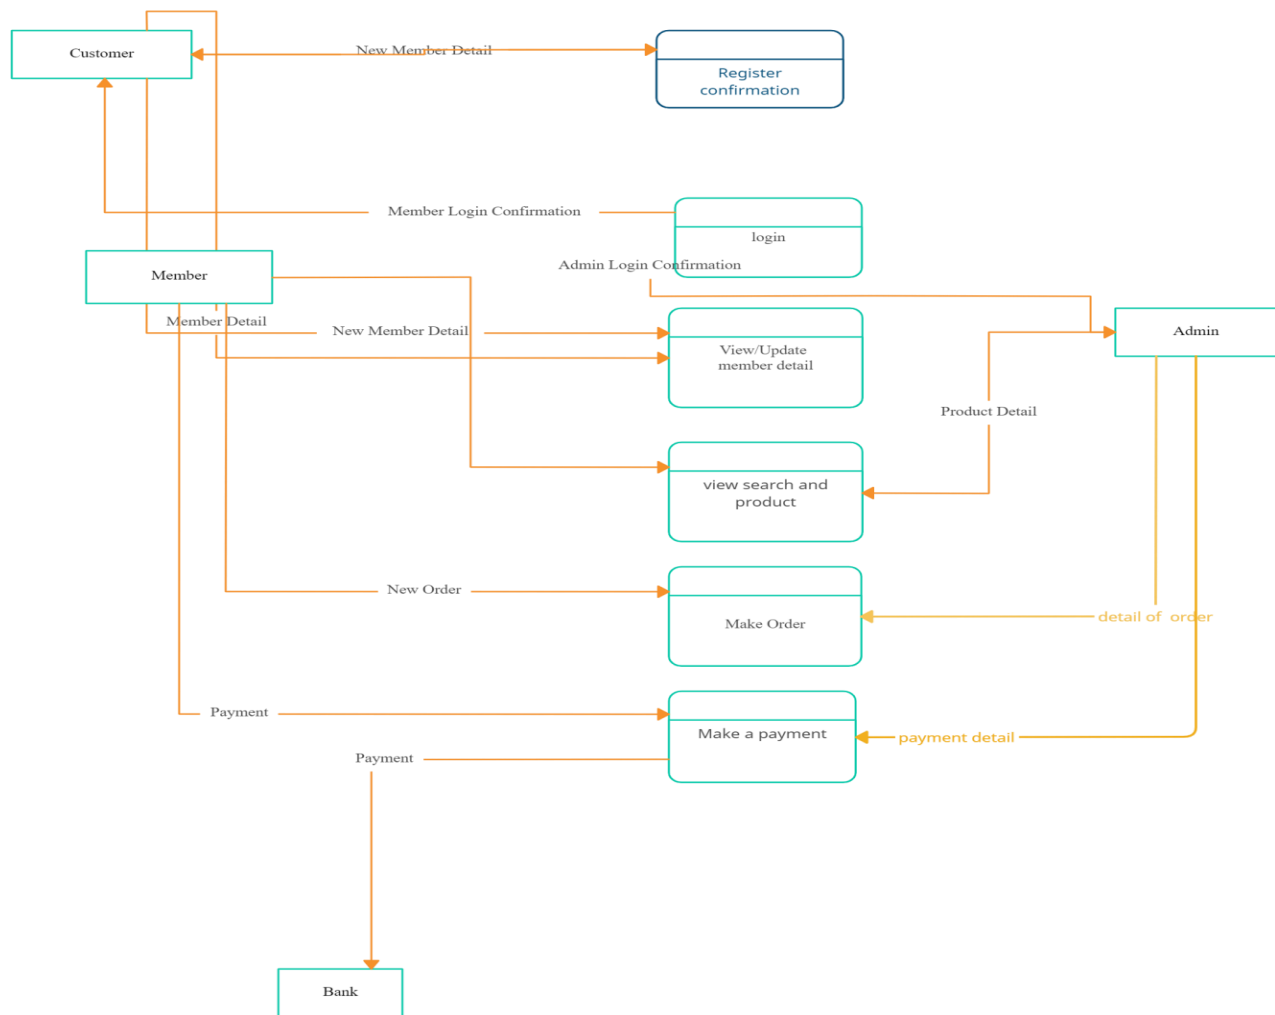 Customer
New Member Detail
Register
confirmation
Member Login Confirmation
login
Admin Login Confirmation
Member
Member Detail
New Member Detail
View/Update
member detail
Admin
Product Detail
view search and
product
New Order
Make Order
detail of order
Payment
Make a payment
payment detail
Payment
Bank